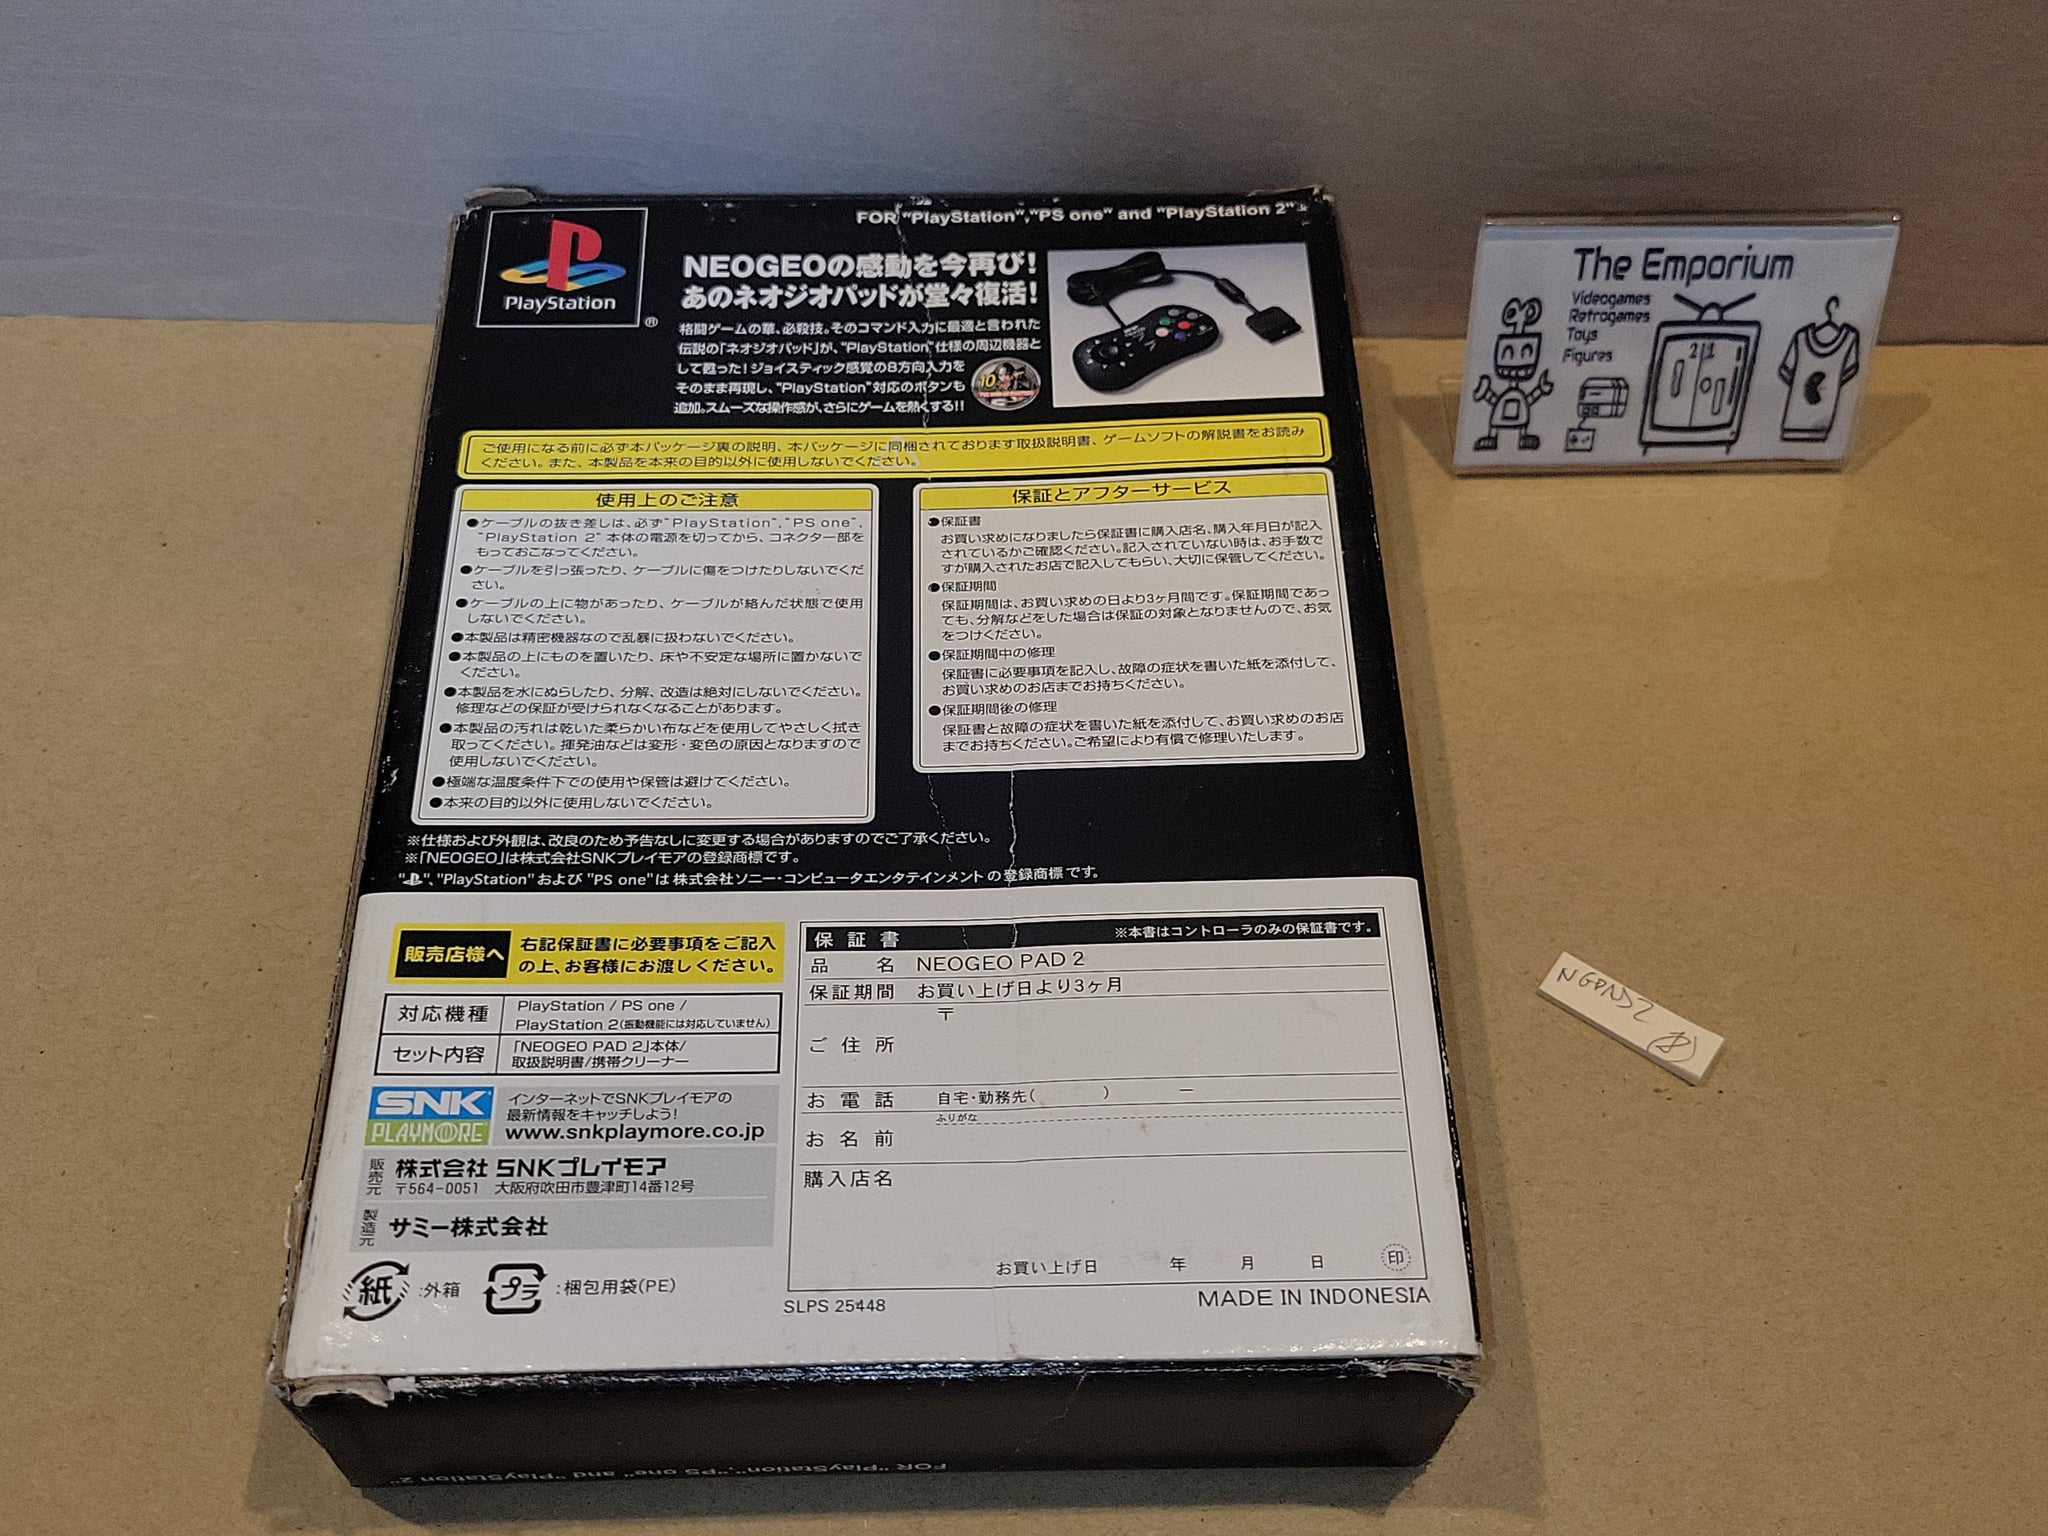 FOR "PlayStation","PS one" and "PlayStation 2"
PlayStation
®
NEOGEOの感動を今再び!
あのネオジオパッドが堂々復活!
格闘ゲームの華、必殺技。そのコマンド入力に最適と言われた
伝説の「ネオジオパッド」が、"PlayStation"仕様の周辺機器と
して甦った!ジョイスティック感覚の8方向入力を
そのまま再現し、"PlayStation"対応のボタンも
追加。スムーズな操作感が、さらにゲームを熱くする!!
10
ご使用になる前に必ず本パッケージ裏の説明、本パッケージに同梱されております取扱説明書、ゲームソフトの解説書をお読み
ください。また、本製品を本来の目的以外に使用しないでください。
使用上のご注意
●ケーブルの抜き差しは、必ず"PlayStation","PS one",
"PlayStation 2"本体の電源を切ってから、コネクター部を
もっておこなってください。
●ケーブルを引っ張ったり、ケーブルに傷をつけたりしないでくだ
さい。
●ケーブルの上に物があったり、ケーブルが絡んだ状態で使用
しないでください。
●本製品は精密機器なので乱暴に扱わないでください。
●本製品の上にものを置いたり、床や不安定な場所に置かないで
ください。
●本製品を水にぬらしたり、分解、改造は絶対にしないでください。
修理などの保証が受けられなくなることがあります。
●本製品の汚れは乾いた柔らかい布などを使用してやさしく拭き
取ってください。揮発油などは変形・変色の原因となりますので
使用しないでください。
●極端な温度条件下での使用や保管は避けてください。
●本来の目的以外に使用しないでください。
保証とアフターサービス
●保証書
お買い求めになりましたら保証書に購入店名、購入年月日が記入
されているかご確認ください。記入されていない時は、お手数で
すが購入されたお店で記入してもらい、大切に保管してください。
●保証期間
保証期間は、お買い求めの日より3ヶ月間です。保証期間であっ
ても、分解などをした場合は保証の対象となりませんので、お気
をつけください。
●保証期間中の修理
保証書に必要事項を記入し、故障の症状を書いた紙を添付して、
お買い求めのお店までお持ちください。
●保証期間後の修理
保証書と故障の症状を書いた紙を添付して、お買い求めのお店
までお持ちください。ご希望により有償で修理いたします。
※仕様および外観は、改良のため予告なしに変更する場合がありますのでご了承ください。
※「NEOGEO」は株式会社SNKプレイモアの登録商標です。
"、"PlayStation"および"PS one"は株式会社ソニー・コンピュータエンタテインメントの登録商標です。
販売店様へ
右記保証書に必要事項をご記入
の上、お客様にお渡しください。
対応機種
PlayStation / PS one /
PlayStation 2(振動機能には対応していません)
セット内容
「NEOGEO PAD 2」本体/
取扱説明書/携帯クリーナー
SNK
PLAYMORE
インターネットでSNKプレイモアの
最新情報をキャッチしよう!
www.snkplaymore.co.jp
販売元
株式会社 SNKプレイモア
〒564-0051 大阪府吹田市豊津町14番12号
製造元
サミー株式会社
紙 :外箱
プラ :梱包用袋(PE)
保証書 ※本書はコントローラのみの保証書です。
品名 NEOGEO PAD 2
保証期間 お買い上げ日より3ヶ月
〒
ご住所
お電話 自宅・勤務先( ) ー
ふりがな
お名前
購入店名
お買い上げ日 年 月 日 印
SLPS 25448
MADE IN INDONESIA
FOR "PlayStation","PS one" and "PlayStation 2"
The Emporium
Videogames
Retrogames
Toys
Figures
2 1